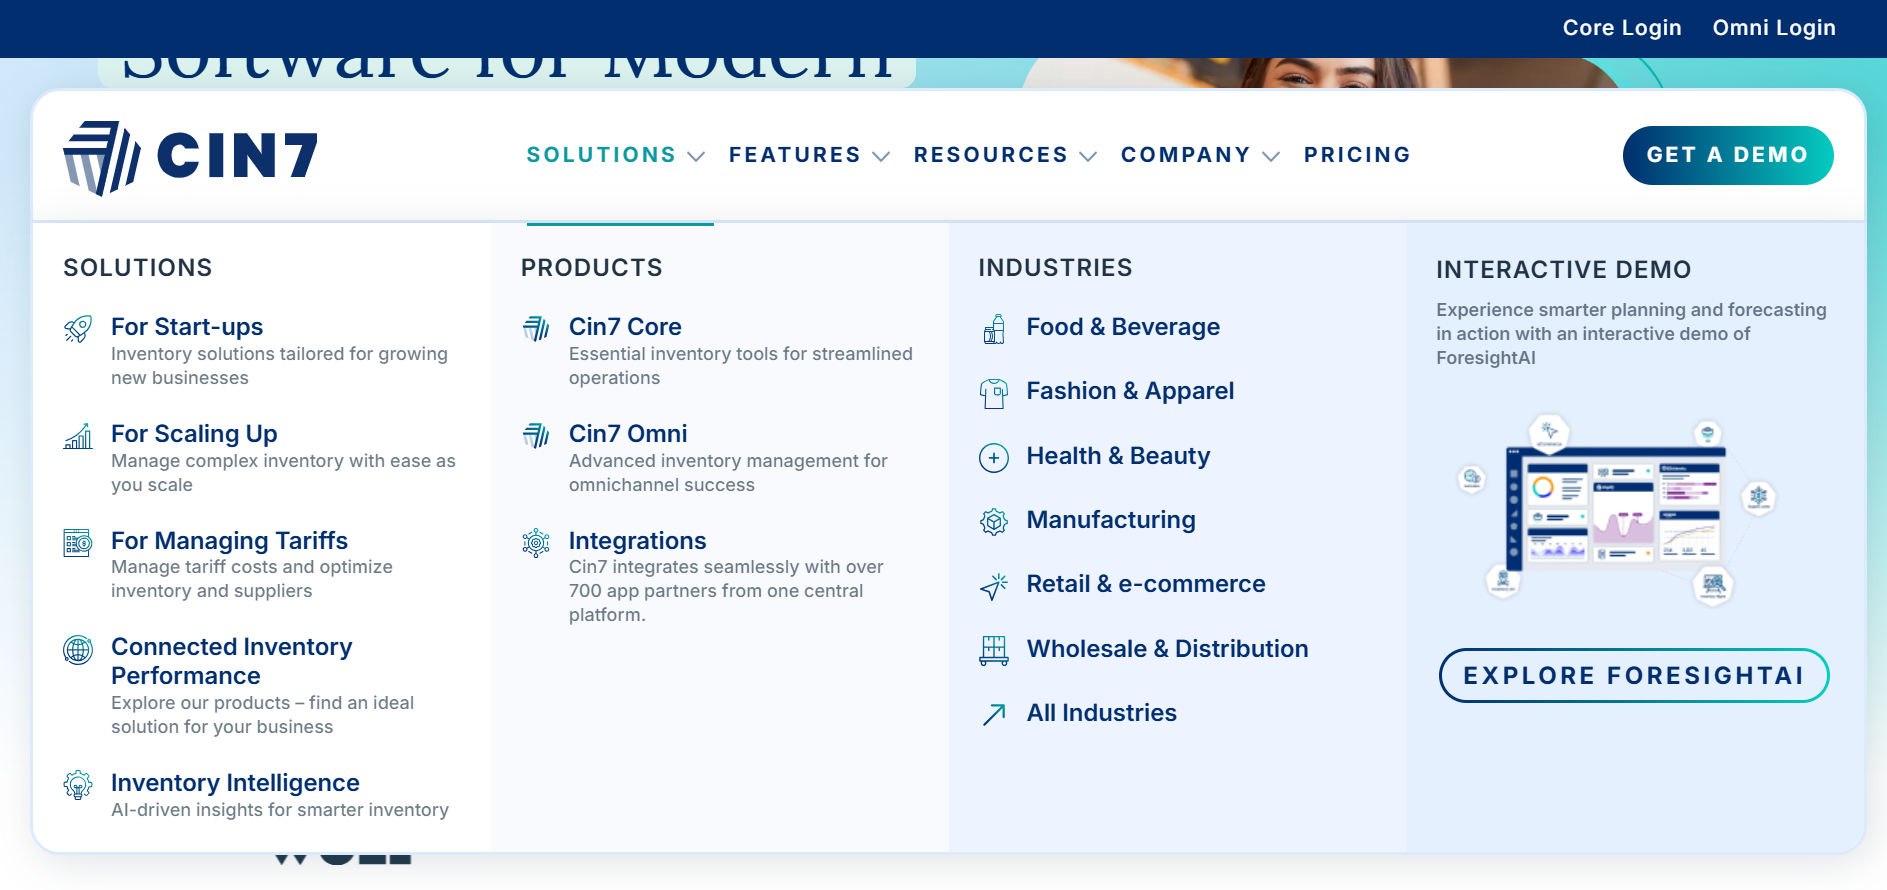 Core Login Omni Login
Software for Modern
CIN7
SOLUTIONS FEATURES RESOURCES COMPANY PRICING
GET A DEMO
SOLUTIONS
For Start-ups
Inventory solutions tailored for growing
new businesses
For Scaling Up
Manage complex inventory with ease as
you scale
For Managing Tariffs
Manage tariff costs and optimize
inventory and suppliers
Connected Inventory
Performance
Explore our products – find an ideal
solution for your business
Inventory Intelligence
AI-driven insights for smarter inventory
PRODUCTS
Cin7 Core
Essential inventory tools for streamlined
operations
Cin7 Omni
Advanced inventory management for
omnichannel success
Integrations
Cin7 integrates seamlessly with over
700 app partners from one central
platform.
INDUSTRIES
Food & Beverage
Fashion & Apparel
Health & Beauty
Manufacturing
Retail & e-commerce
Wholesale & Distribution
All Industries
INTERACTIVE DEMO
Experience smarter planning and forecasting
in action with an interactive demo of
ForesightAI
EXPLORE FORESIGHTAI